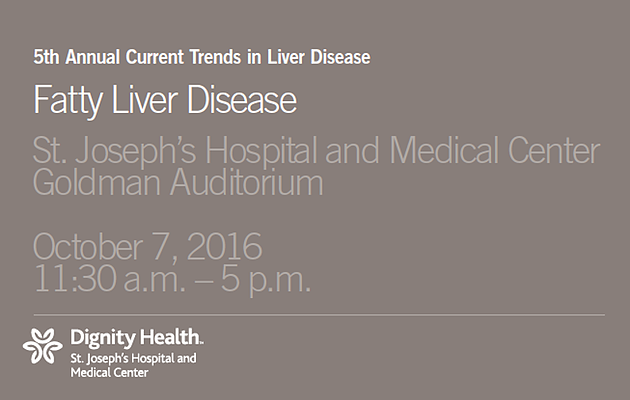 5th Annual Current Trends in Liver Disease
Fatty Liver Disease
St. Joseph's Hospital and Medical Center
Goldman Auditorium
October 7, 2016
11:30 a.m. – 5 p.m.
Dignity Health™
St. Joseph's Hospital and
Medical Center